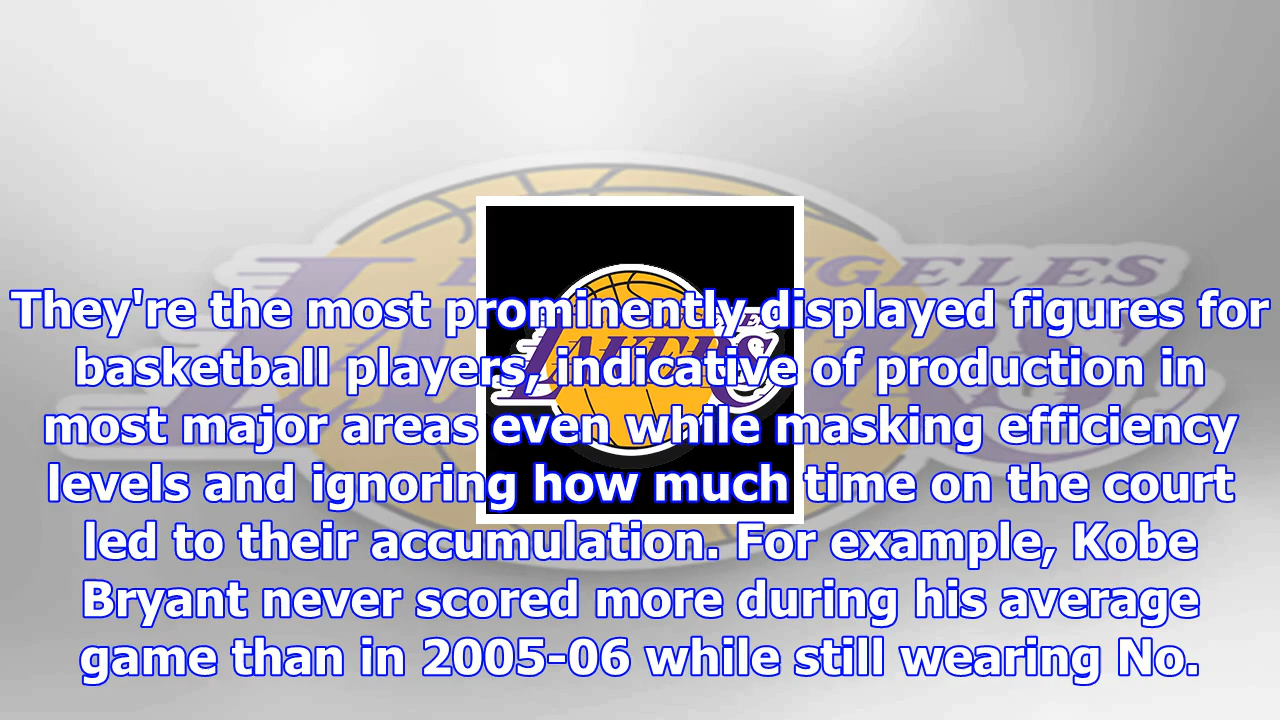 They're the most prominently displayed figures for
basketball players, indicative of production in
most major areas even while masking efficiency
levels and ignoring how much time on the court
led to their accumulation. For example, Kobe
Bryant never scored more during his average
game than in 2005-06 while still wearing No.
LAKERS